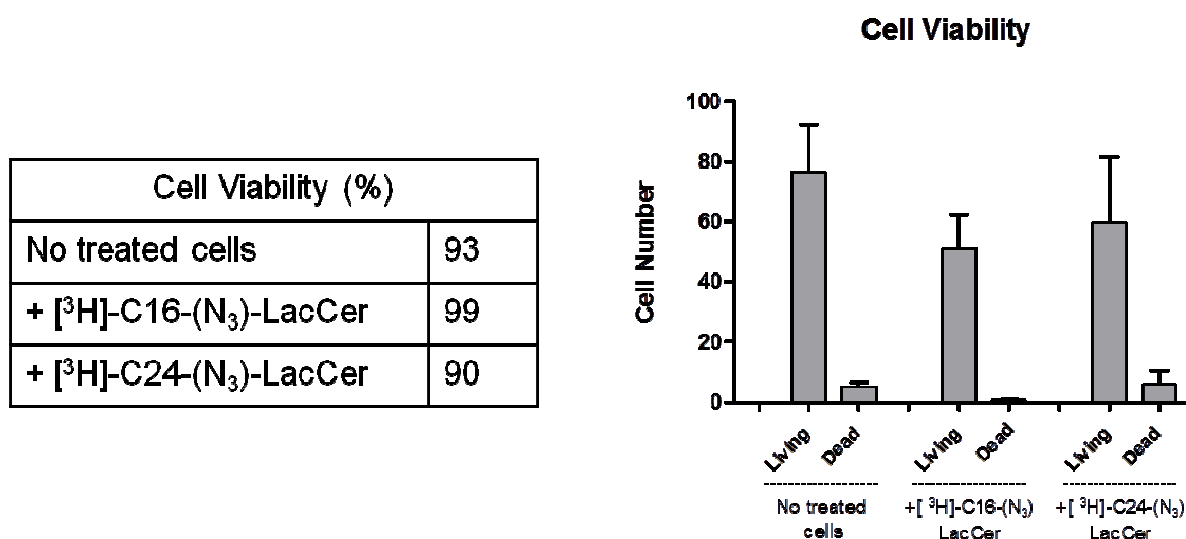 Cell Viability (%)
No treated cells 93
+ [³H]-C16-(N₃)-LacCer 99
+ [³H]-C24-(N₃)-LacCer 90
Cell Viability
Cell Number
100
80
60
40
20
0
Living Dead Living Dead Living Dead
No treated cells
+[ ³H]-C16-(N₃) LacCer
+[ ³H]-C24-(N₃) LacCer